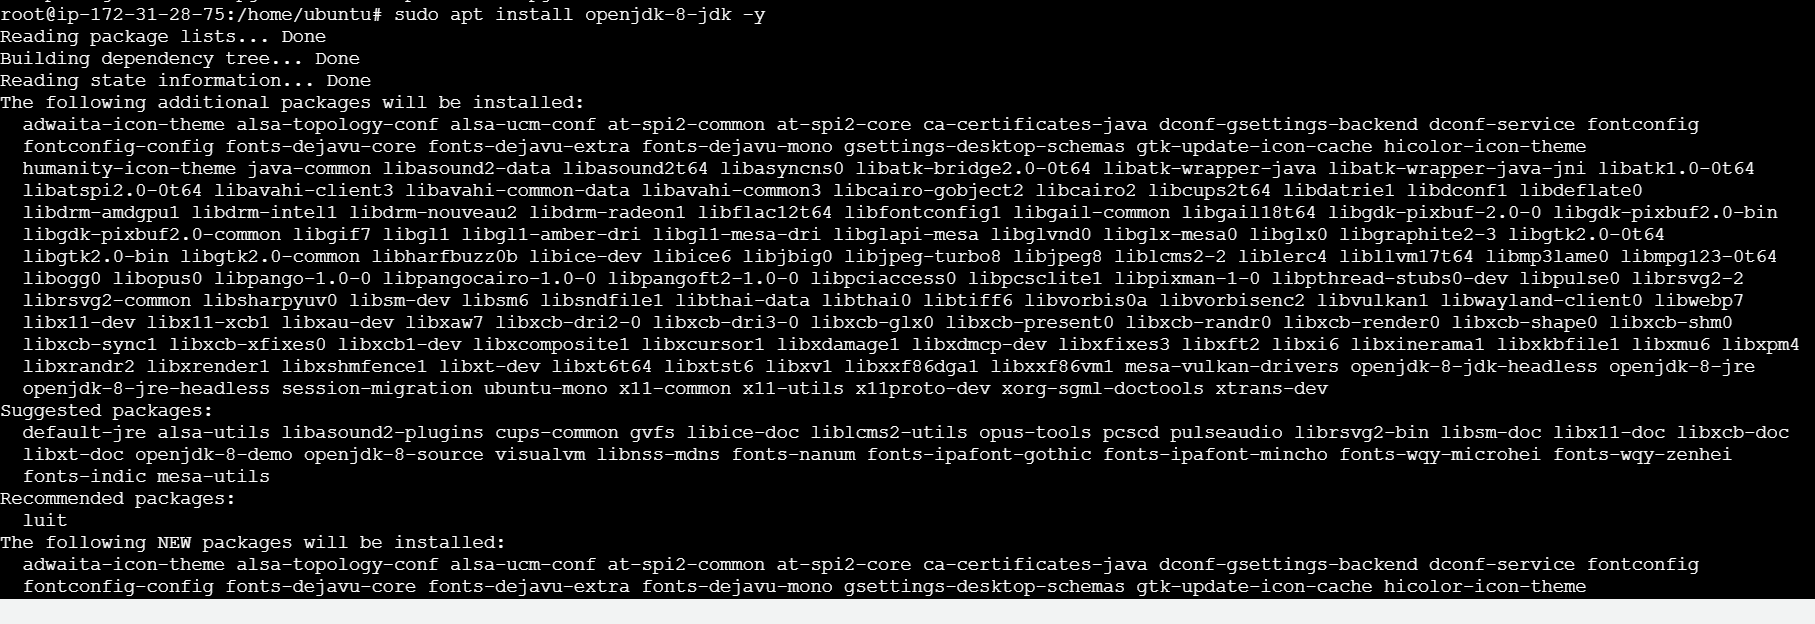 root@ip-172-31-28-75:/home/ubuntu# sudo apt install openjdk-8-jdk -y
Reading package lists... Done
Building dependency tree... Done
Reading state information... Done
The following additional packages will be installed:
  adwaita-icon-theme alsa-topology-conf alsa-ucm-conf at-spi2-common at-spi2-core ca-certificates-java dconf-gsettings-backend dconf-service fontconfig
  fontconfig-config fonts-dejavu-core fonts-dejavu-extra fonts-dejavu-mono gsettings-desktop-schemas gtk-update-icon-cache hicolor-icon-theme
  humanity-icon-theme java-common libasound2-data libasound2t64 libasyncns0 libatk-bridge2.0-0t64 libatk-wrapper-java libatk-wrapper-java-jni libatk1.0-0t64
  libatspi2.0-0t64 libavahi-client3 libavahi-common-data libavahi-common3 libcairo-gobject2 libcairo2 libcups2t64 libdatrie1 libdconf1 libdeflate0
  libdrm-amdgpu1 libdrm-intel1 libdrm-nouveau2 libdrm-radeon1 libflac12t64 libfontconfig1 libgail-common libgail18t64 libgdk-pixbuf-2.0-0 libgdk-pixbuf2.0-bin
  libgdk-pixbuf2.0-common libgif7 libgl1 libgl1-amber-dri libgl1-mesa-dri libglapi-mesa libglvnd0 libglx-mesa0 libglx0 libgraphite2-3 libgtk2.0-0t64
  libgtk2.0-bin libgtk2.0-common libharfbuzz0b libice-dev libice6 libjbig0 libjpeg-turbo8 libjpeg8 liblcms2-2 liblerc4 libllvm17t64 libmp3lame0 libmpg123-0t64
  libogg0 libopus0 libpango-1.0-0 libpangocairo-1.0-0 libpangoft2-1.0-0 libpciaccess0 libpcsclite1 libpixman-1-0 libpthread-stubs0-dev libpulse0 librsvg2-2
  librsvg2-common libsharpyuv0 libsm-dev libsm6 libsndfile1 libthai-data libthai0 libtiff6 libvorbis0a libvorbisenc2 libvulkan1 libwayland-client0 libwebp7
  libx11-dev libx11-xcb1 libxau-dev libxaw7 libxcb-dri2-0 libxcb-dri3-0 libxcb-glx0 libxcb-present0 libxcb-randr0 libxcb-render0 libxcb-shape0 libxcb-shm0
  libxcb-sync1 libxcb-xfixes0 libxcb1-dev libxcomposite1 libxcursor1 libxdamage1 libxdmcp-dev libxfixes3 libxft2 libxi6 libxinerama1 libxkbfile1 libxmu6 libxpm4
  libxrandr2 libxrender1 libxshmfence1 libxt-dev libxt6t64 libxtst6 libxv1 libxxf86dga1 libxxf86vm1 mesa-vulkan-drivers openjdk-8-jdk-headless openjdk-8-jre
  openjdk-8-jre-headless session-migration ubuntu-mono x11-common x11-utils x11proto-dev xorg-sgml-doctools xtrans-dev
Suggested packages:
  default-jre alsa-utils libasound2-plugins cups-common gvfs libice-doc liblcms2-utils opus-tools pcscd pulseaudio librsvg2-bin libsm-doc libx11-doc libxcb-doc
  libxt-doc openjdk-8-demo openjdk-8-source visualvm libnss-mdns fonts-nanum fonts-ipafont-gothic fonts-ipafont-mincho fonts-wqy-microhei fonts-wqy-zenhei
  fonts-indic mesa-utils
Recommended packages:
  luit
The following NEW packages will be installed:
  adwaita-icon-theme alsa-topology-conf alsa-ucm-conf at-spi2-common at-spi2-core ca-certificates-java dconf-gsettings-backend dconf-service fontconfig
  fontconfig-config fonts-dejavu-core fonts-dejavu-extra fonts-dejavu-mono gsettings-desktop-schemas gtk-update-icon-cache hicolor-icon-theme